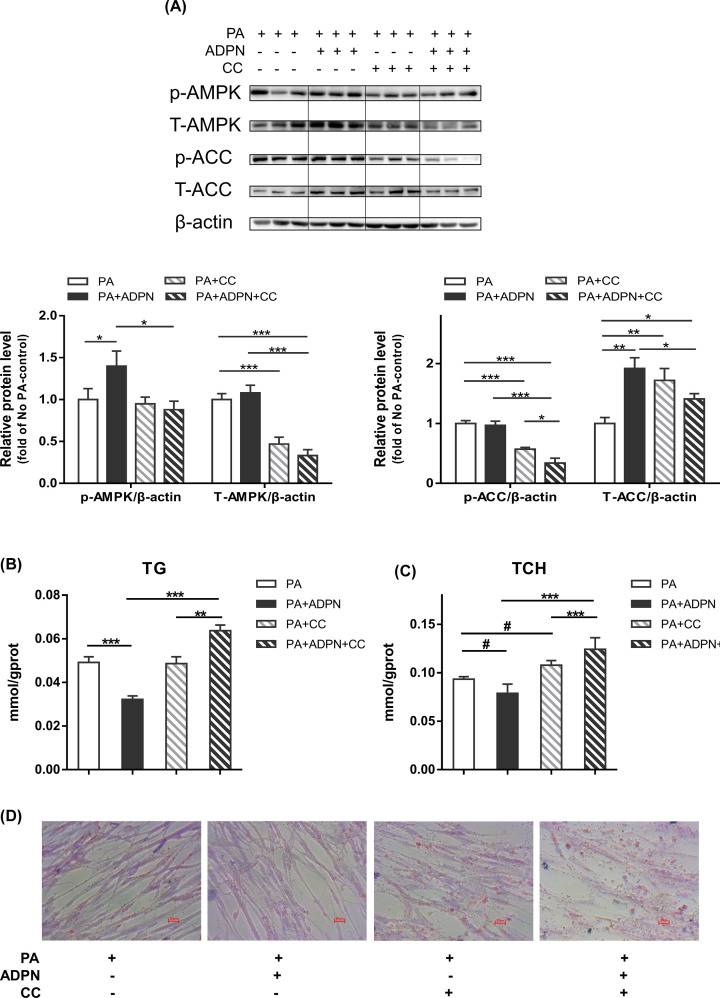 (A)
PA + + + + + + + + + + + +
ADPN - - - + + + - - - + + +
CC - - - - - - + + + + + +
p-AMPK
T-AMPK
p-ACC
T-ACC
β-actin
PA PA+CC
PA+ADPN PA+ADPN+CC
Relative protein level
(fold of No PA-control)
2.0
1.5
1.0
0.5
0.0
* *
***
***
***
p-AMPK/β-actin T-AMPK/β-actin
PA PA+CC
PA+ADPN PA+ADPN+CC
Relative protein level
(fold of No PA-control)
2
1
0
***
***
***
*
*
**
** *
p-ACC/β-actin T-ACC/β-actin
(B)
TG
mmol/gprot
0.08
0.06
0.04
0.02
0.00
***
***
**
PA
PA+ADPN
PA+CC
PA+ADPN+CC
(C)
TCH
mmol/gprot
0.15
0.10
0.05
0.00
***
***
#
#
PA
PA+ADPN
PA+CC
PA+ADPN+
(D)
PA + + + +
ADPN - + - +
CC - - + +